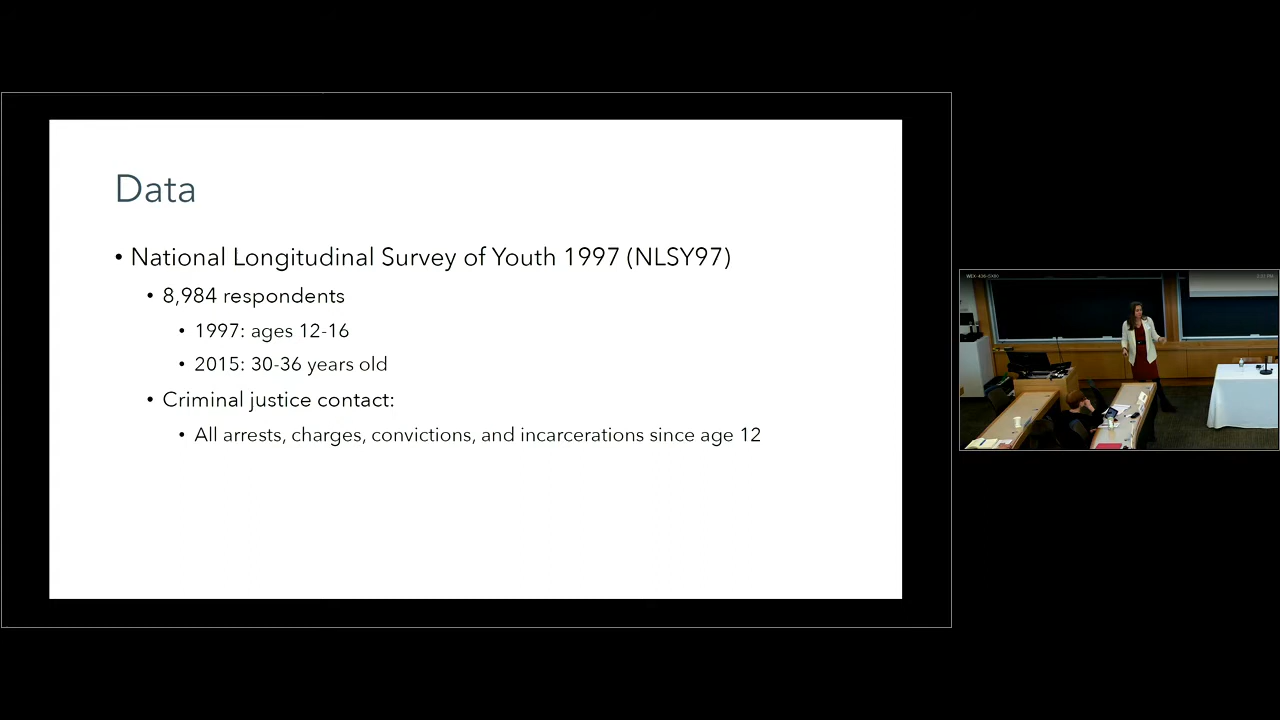 Data
• National Longitudinal Survey of Youth 1997 (NLSY97)
• 8,984 respondents
• 1997: ages 12-16
• 2015: 30-36 years old
• Criminal justice contact:
• All arrests, charges, convictions, and incarcerations since age 12